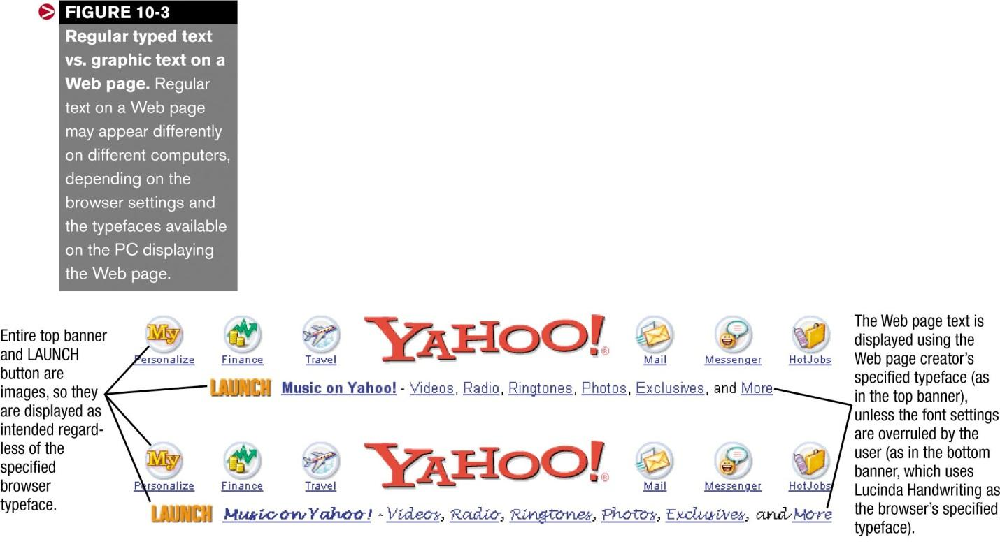 FIGURE 10-3
Regular typed text
vs. graphic text on a
Web page. Regular
text on a Web page
may appear differently
on different computers,
depending on the
browser settings and
the typefaces available
on the PC displaying
the Web page.
Entire top banner
and LAUNCH
button are
images, so they
are displayed as
intended regard-
less of the
specified
browser
typeface.
My
YAHOO!®
Personalize Finance Travel Mail Messenger HotJobs
LAUNCH Music on Yahoo! - Videos, Radio, Ringtones, Photos, Exclusives, and More
My
YAHOO!®
Personalize Finance Travel Mail Messenger HotJobs
LAUNCH Music on Yahoo! - Videos, Radio, Ringtones, Photos, Exclusives, and More
The Web page text is
displayed using the
Web page creator's
specified typeface (as
in the top banner),
unless the font settings
are overruled by the
user (as in the bottom
banner, which uses
Lucinda Handwriting as
the browser's specified
typeface).